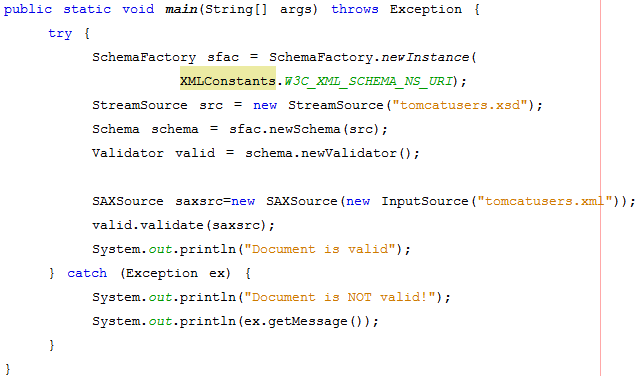 public static void main(String[] args) throws Exception {
try {
SchemaFactory sfac = SchemaFactory.newInstance(
XMLConstants.W3C_XML_SCHEMA_NS_URI);
StreamSource src = new StreamSource("tomcatusers.xsd");
Schema schema = sfac.newSchema(src);
Validator valid = schema.newValidator();
SAXSource saxsrc=new SAXSource(new InputSource("tomcatusers.xml"));
valid.validate(saxsrc);
System.out.println("Document is valid");
} catch (Exception ex) {
System.out.println("Document is NOT valid!");
System.out.println(ex.getMessage());
}
}